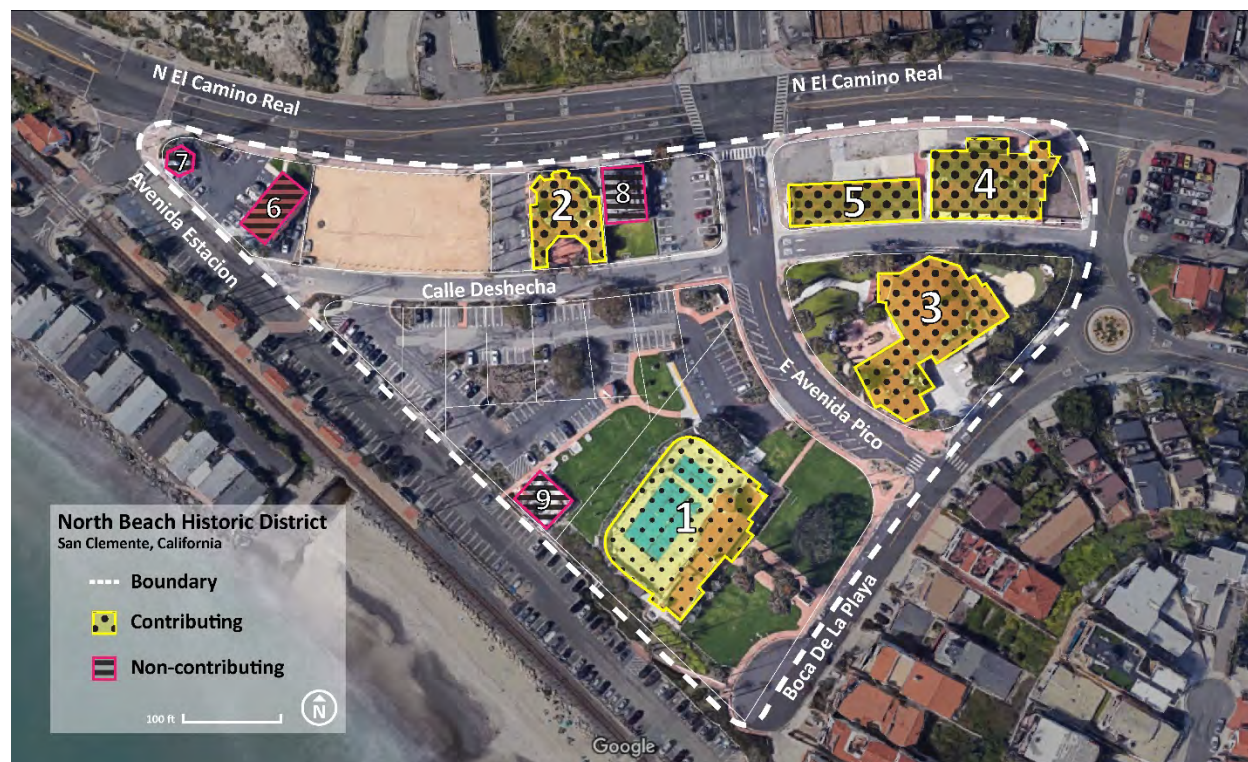 N El Camino Real
N El Camino Real
7
6
2
8
5
4
Avenida Estacion
Calle Deshecha
3
E Avenida Pico
9
1
North Beach Historic District
San Clemente, California
Boundary
Contributing
Non-contributing
100 ft
N
Boca De La Playa
Google